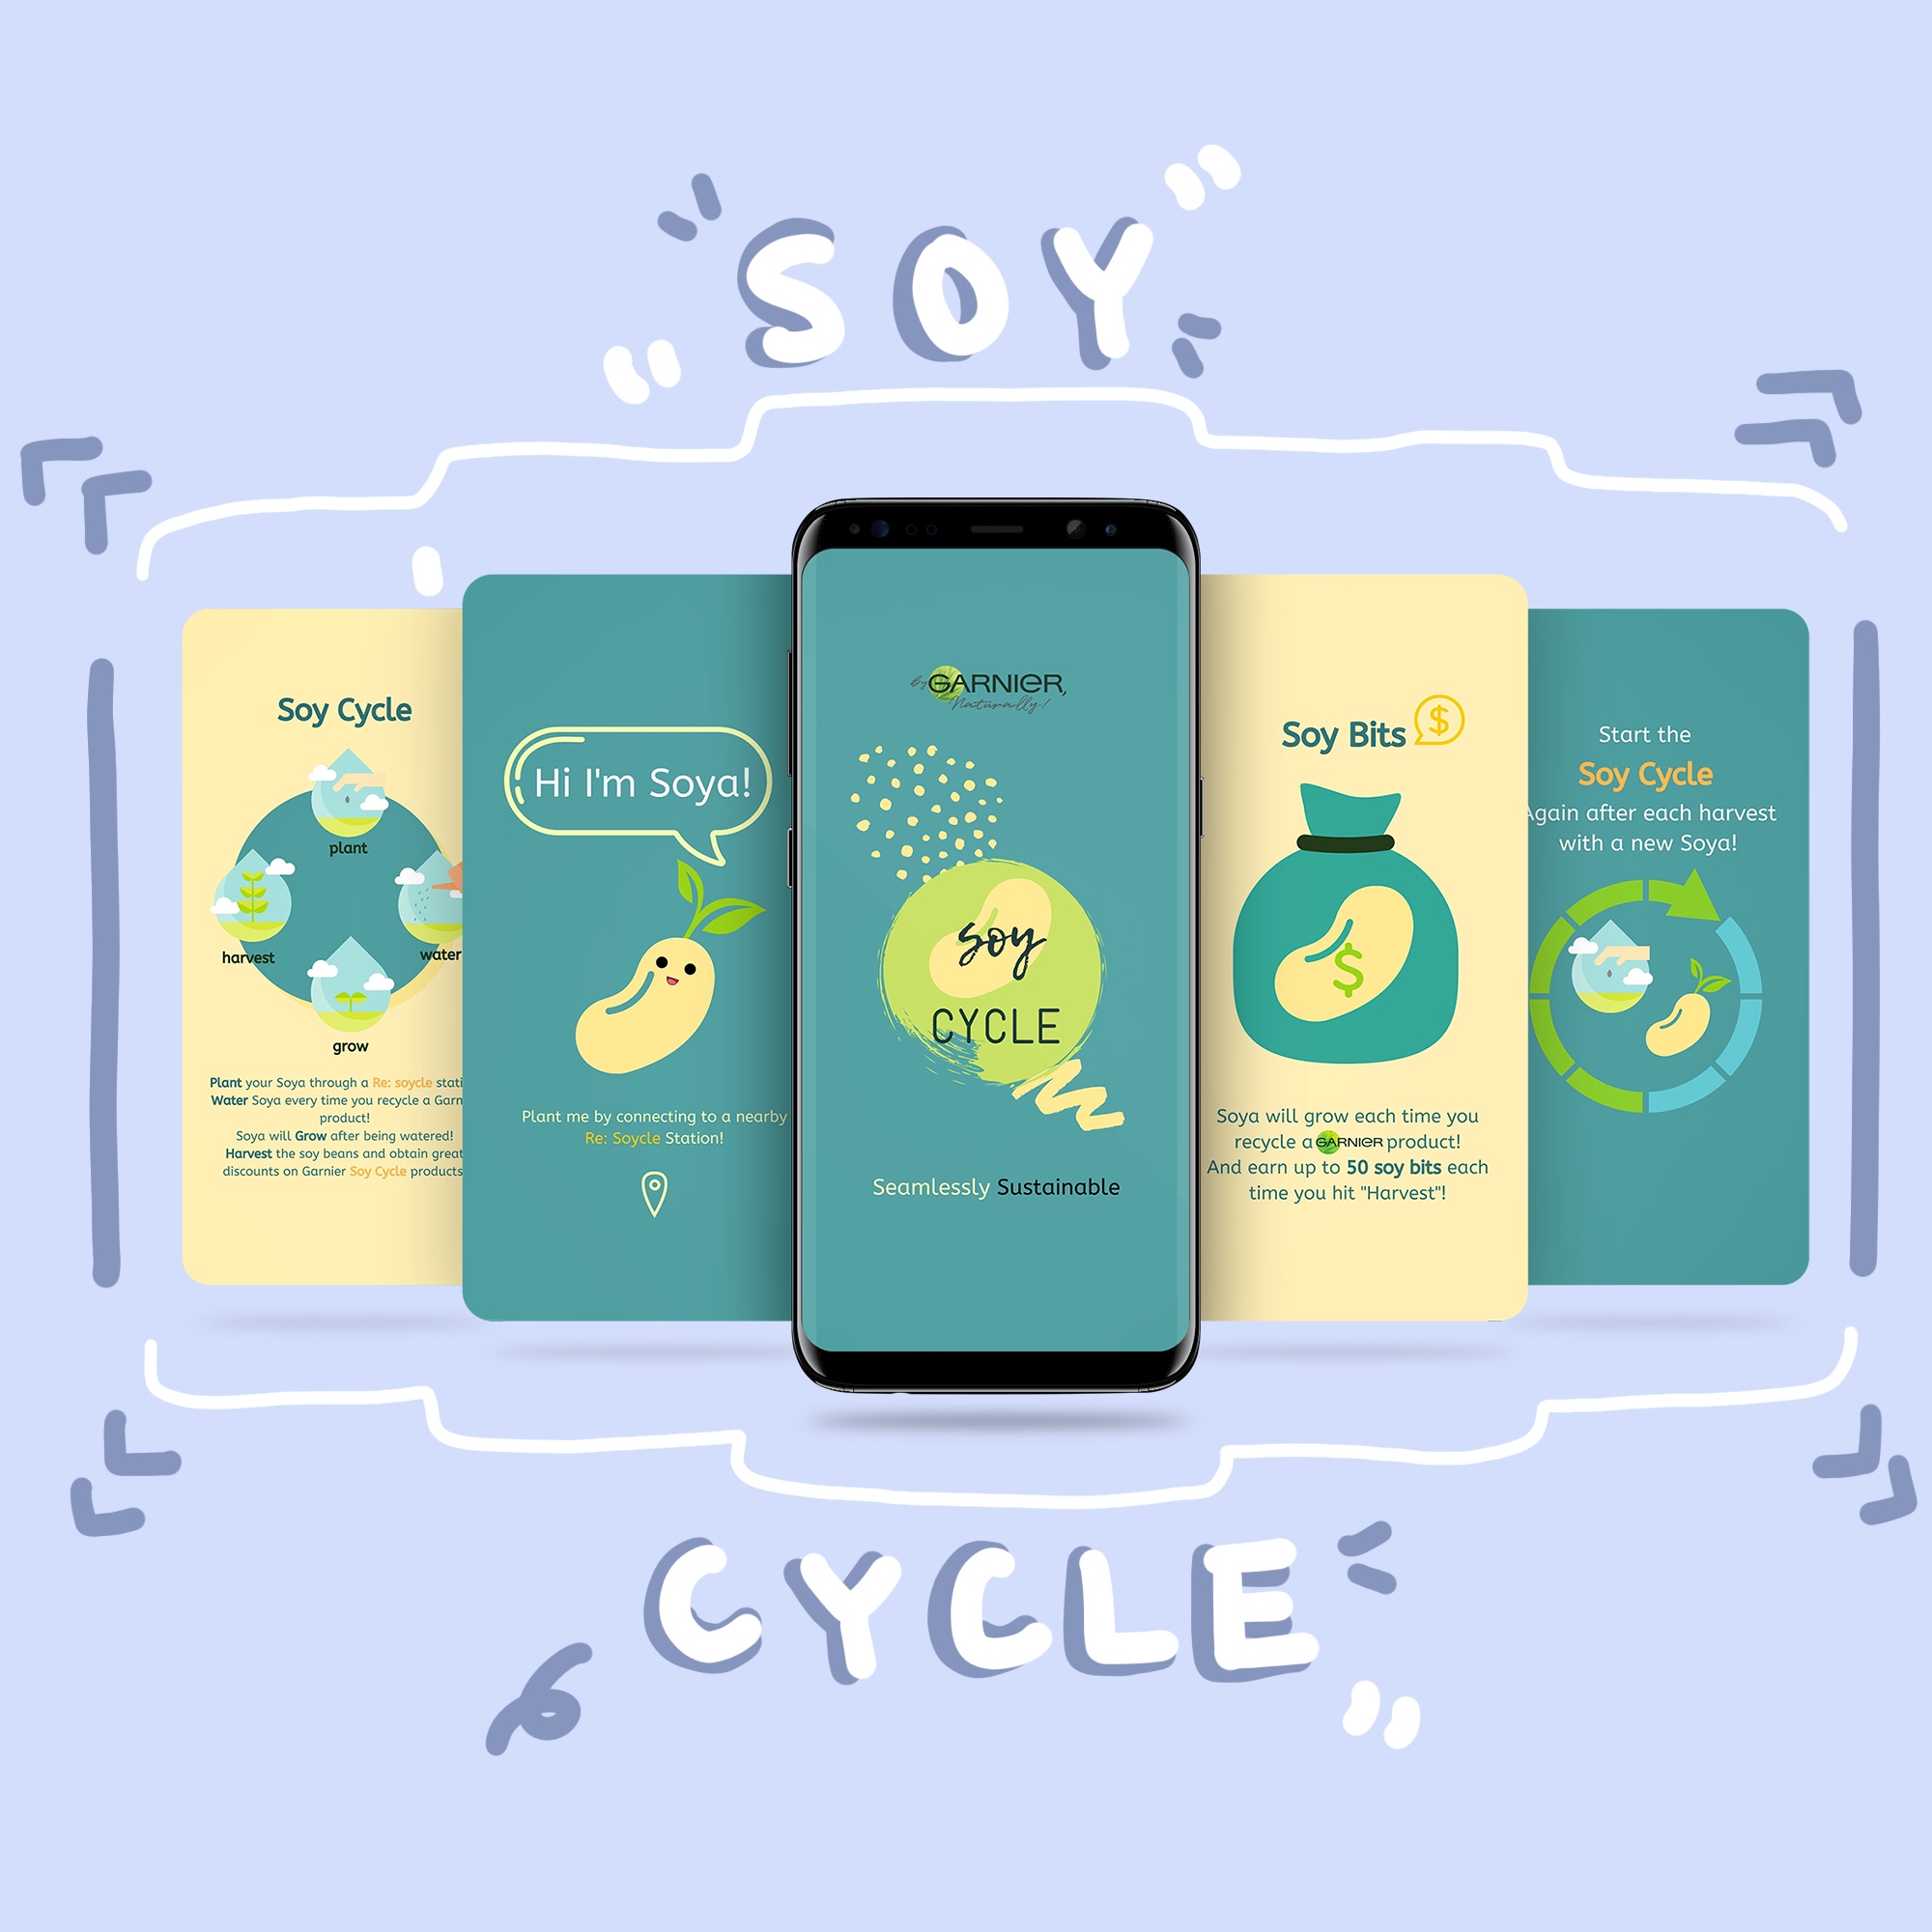 SOY
Soy Cycle
plant
harvest
water
grow
Plant your Soya through a Re: soycle stati
Water Soya every time you recycle a Garn
product!
Soya will Grow after being watered!
Harvest the soy beans and obtain great
discounts on Garnier Soy Cycle products
Hi I'm Soya!
Plant me by connecting to a nearby
Re: Soycle Station!
By GARNIER,
Naturally!
soy
CYCLE
Seamlessly Sustainable
Soy Bits $
$
Soya will grow each time you
recycle a GARNIER product!
And earn up to 50 soy bits each
time you hit "Harvest"!
Start the
Soy Cycle
Again after each harvest
with a new Soya!
CYCLE